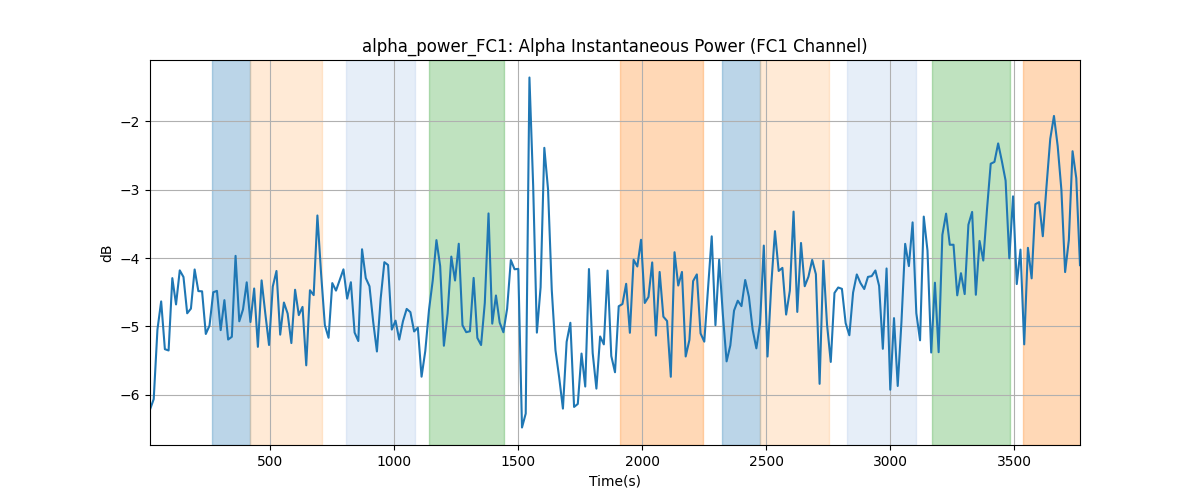 alpha_power_FC1: Alpha Instantaneous Power (FC1 Channel)
−2
−3
−4
−5
−6
dB
500 1000 1500 2000 2500 3000 3500
Time(s)